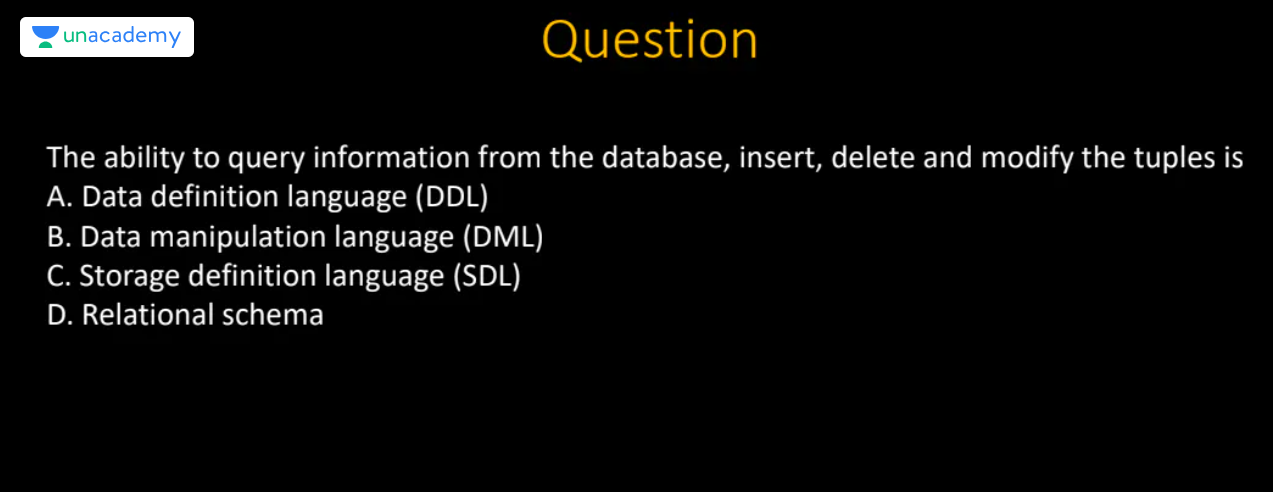 unacademy
Question
The ability to query information from the database, insert, delete and modify the tuples is
A. Data definition language (DDL)
B. Data manipulation language (DML)
C. Storage definition language (SDL)
D. Relational schema